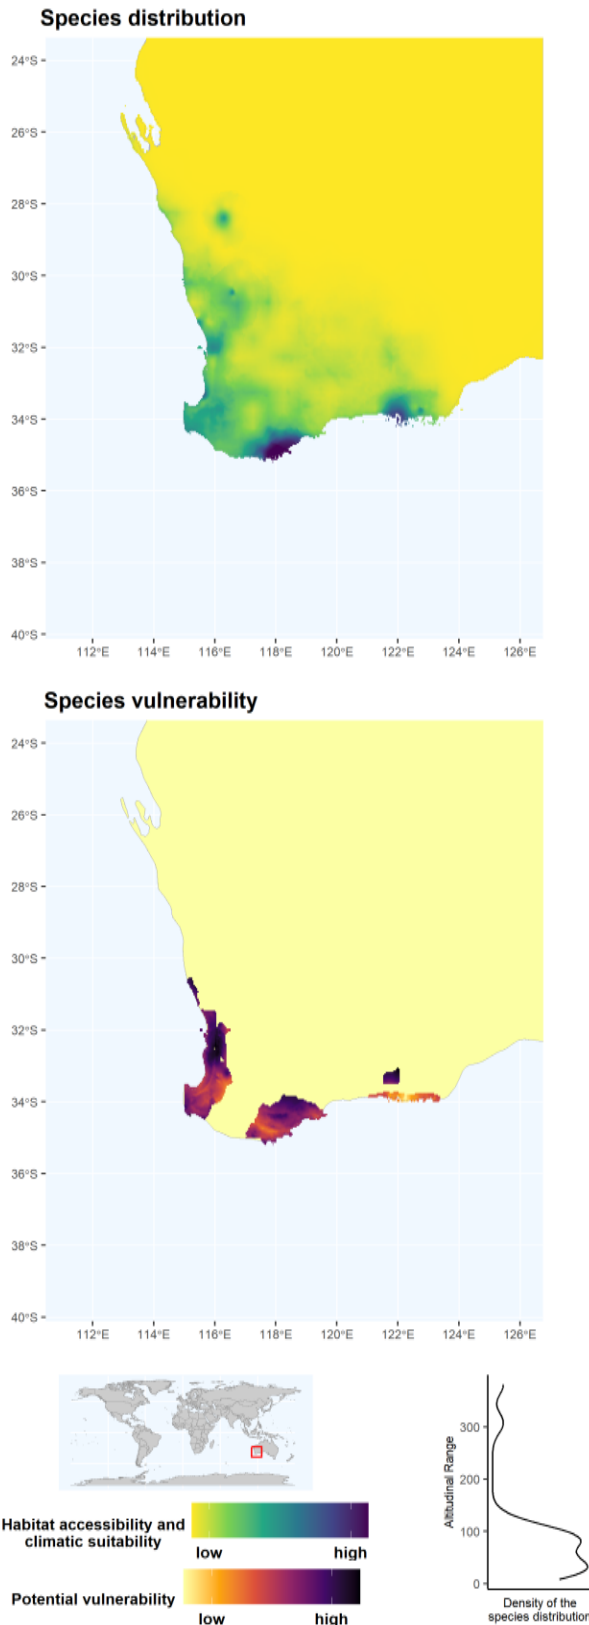 Species distribution
24°S
26°S
28°S
30°S
32°S
34°S
36°S
38°S
40°S
112°E 114°E 116°E 118°E 120°E 122°E 124°E 126°E
Species vulnerability
24°S
26°S
28°S
30°S
32°S
34°S
36°S
38°S
40°S
112°E 114°E 116°E 118°E 120°E 122°E 124°E 126°E
Habitat accessibility and
climatic suitability
low high
Potential vulnerability
low high
Altitudinal Range
300
200
100
0
Density of the
species distribution